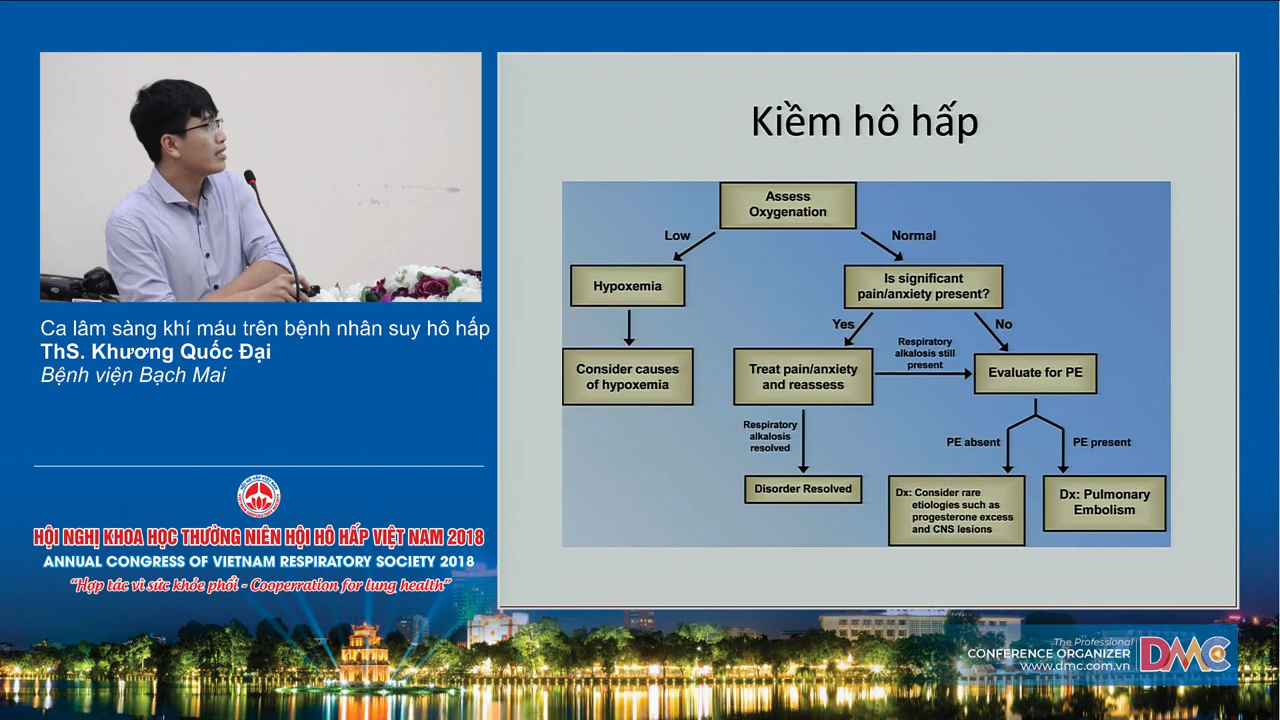 Ca lâm sàng khí máu trên bệnh nhân suy hô hấp
ThS. Khương Quốc Đại
Bệnh viện Bạch Mai
HỘI NGHỊ KHOA HỌC THƯỜNG NIÊN HỘI HÔ HẤP VIỆT NAM 2018
ANNUAL CONGRESS OF VIETNAM RESPIRATORY SOCIETY 2018
“Hợp tác vì sức khỏe phổi - Cooperration for lung health”
Kiềm hô hấp
Assess
Oxygenation
Low
Normal
Hypoxemia
Is significant
pain/anxiety present?
Yes
No
Consider causes
of hypoxemia
Treat pain/anxiety
and reassess
Respiratory
alkalosis still
present
Evaluate for PE
Respiratory
alkalosis
resolved
PE absent
PE present
Disorder Resolved
Dx: Consider rare
etiologies such as
progesterone excess
and CNS lesions
Dx: Pulmonary
Embolism
The Professional
CONFERENCE ORGANIZER
www.dmc.com.vn
DMC